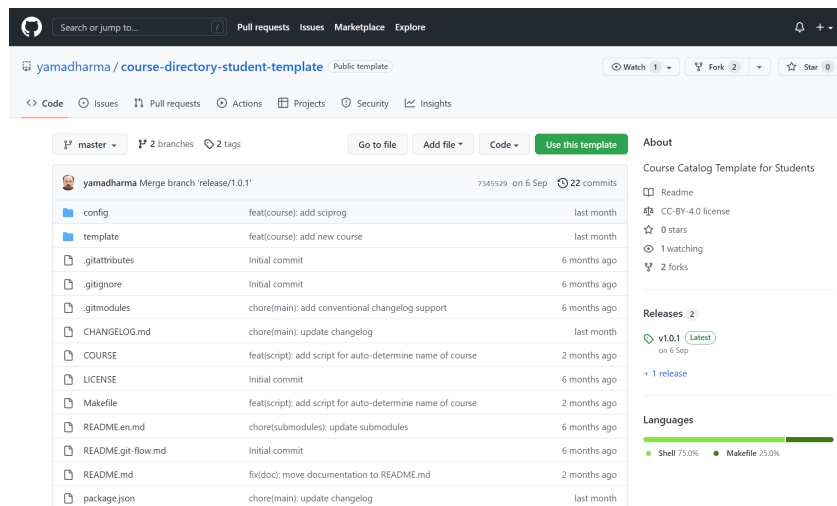 Search or jump to... / Pull requests Issues Marketplace Explore
yamadharma / course-directory-student-template Public template Watch 1 Fork 2 Star 0
Code Issues Pull requests Actions Projects Security Insights
master 2 branches 2 tags Go to file Add file Code Use this template
yamadharma Merge branch 'release/1.0.1' 7345529 on 6 Sep 22 commits
config feat(course): add sciprog last month
template feat(course): add new course last month
.gitattributes Initial commit 6 months ago
.gitignore Initial commit 6 months ago
.gitmodules chore(main): add conventional changelog support 6 months ago
CHANGELOG.md chore(main): update changelog last month
COURSE feat(script): add script for auto-determine name of course 2 months ago
LICENSE Initial commit 6 months ago
Makefile feat(script): add script for auto-determine name of course 2 months ago
README.en.md chore(submodules): update submodules 6 months ago
README.git-flow.md Initial commit 6 months ago
README.md fix(doc): move documentation to README.md 2 months ago
package.json chore(main): update changelog last month
About
Course Catalog Template for Students
Readme
CC-BY-4.0 license
0 stars
1 watching
2 forks
Releases 2
v1.0.1 Latest
on 6 Sep
+ 1 release
Languages
Shell 75.0% Makefile 25.0%